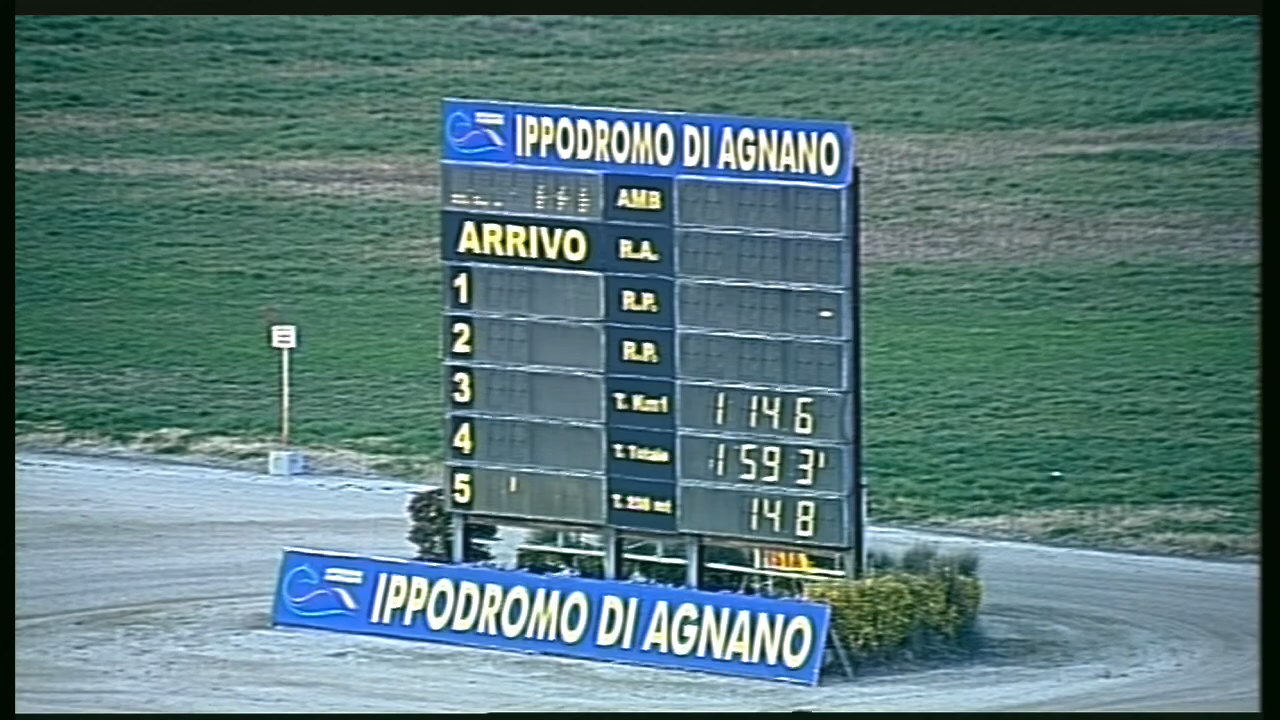 IPPODROMO DI AGNANO
AMB
ARRIVO R.A.
1 R.P.
2 R.P.
3 T. Km1 1 14 6
4 T. Totale 1 59 3'
5 14 8
IPPODROMO DI AGNANO